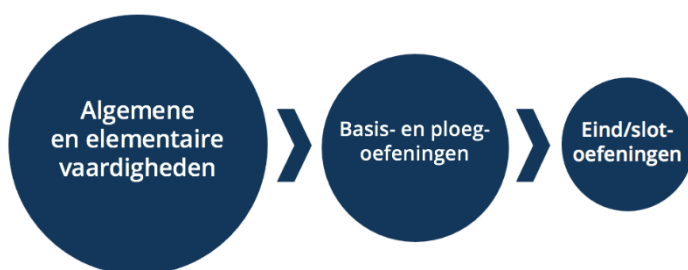 Algemene
en elementaire
vaardigheden
Basis- en ploeg-
oefeningen
Eind/slot-
oefeningen